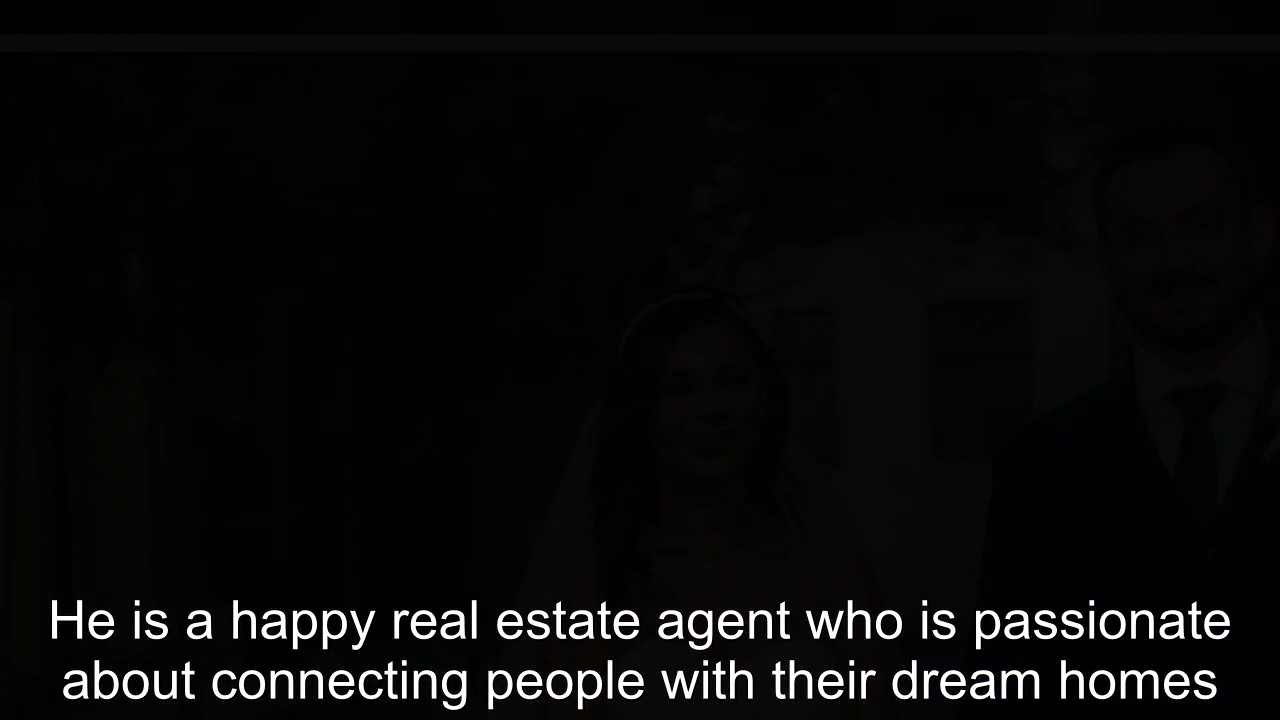 He is a happy real estate agent who is passionate
about connecting people with their dream homes